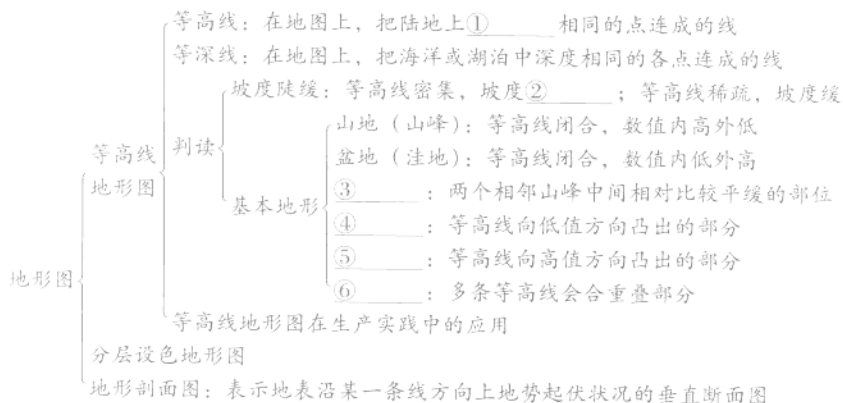 等高线：在地图上，把陆地上①______相同的点连成的线
等深线：在地图上，把海洋或湖泊中深度相同的各点连成的线
坡度陡缓：等高线密集，坡度②______；等高线稀疏，坡度缓
山地（山峰）：等高线闭合，数值内高外低
等高线 判读 盆地（洼地）：等高线闭合，数值内低外高
地形图 ③______：两个相邻山峰中间相对比较平缓的部位
基本地形
④______：等高线向低值方向凸出的部分
⑤______：等高线向高值方向凸出的部分
地形图 ⑥______：多条等高线会合重叠部分
等高线地形图在生产实践中的应用
分层设色地形图
地形剖面图：表示地表沿某一条线方向上地势起伏状况的垂直断面图